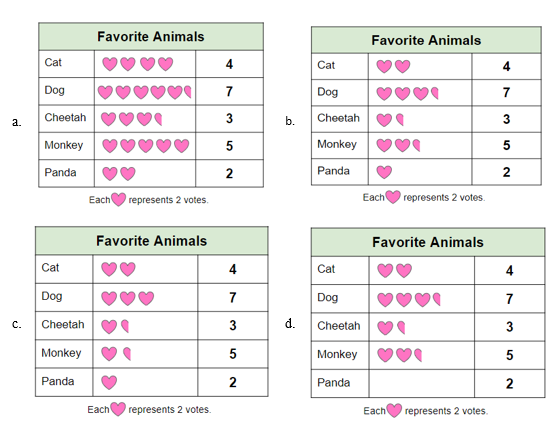 a.
Favorite Animals
Cat 4
Dog 7
Cheetah 3
Monkey 5
Panda 2
Each represents 2 votes.
b.
Favorite Animals
Cat 4
Dog 7
Cheetah 3
Monkey 5
Panda 2
Each represents 2 votes.
c.
Favorite Animals
Cat 4
Dog 7
Cheetah 3
Monkey 5
Panda 2
Each represents 2 votes.
d.
Favorite Animals
Cat 4
Dog 7
Cheetah 3
Monkey 5
Panda 2
Each represents 2 votes.